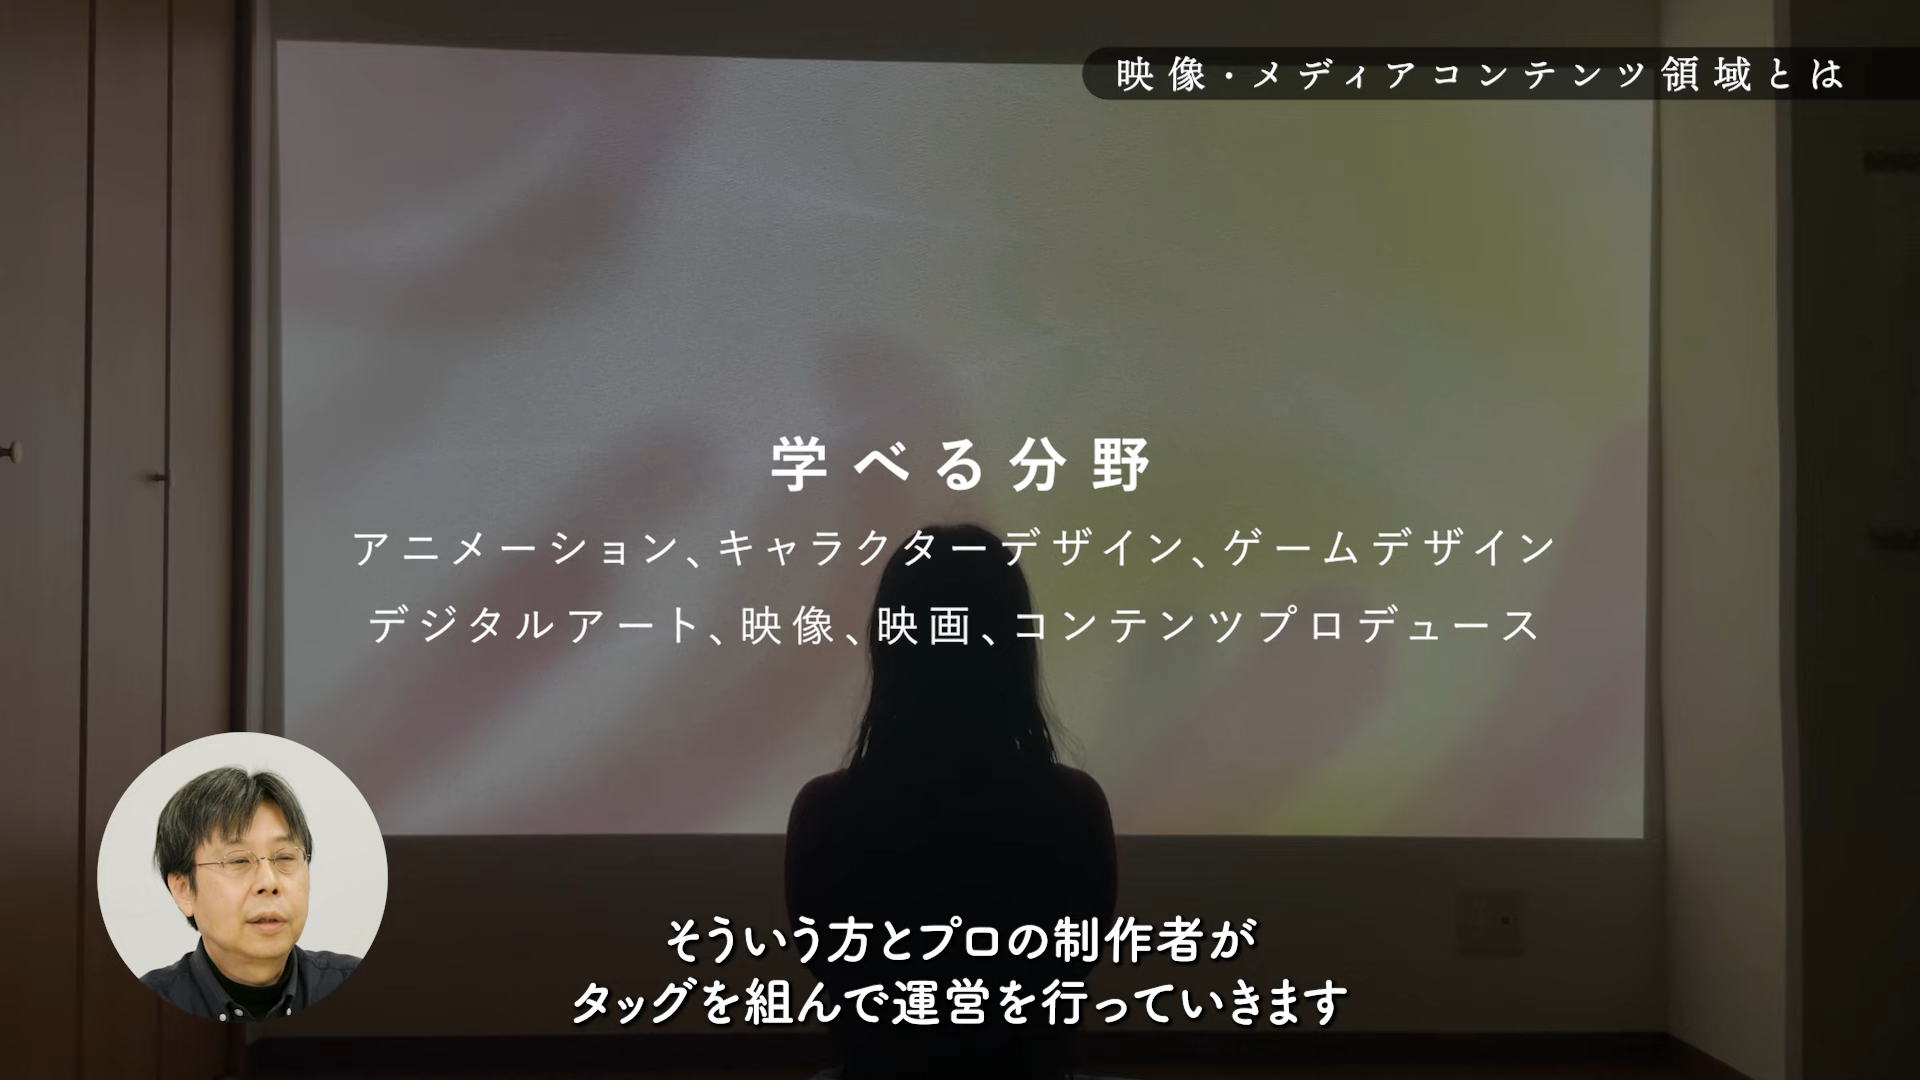 映像・メディアコンテンツ領域とは
学べる分野
アニメーション、キャラクターデザイン、ゲームデザイン
デジタルアート、映像、映画、コンテンツプロデュース
そういう方とプロの制作者が
タッグを組んで運営を行っていきます